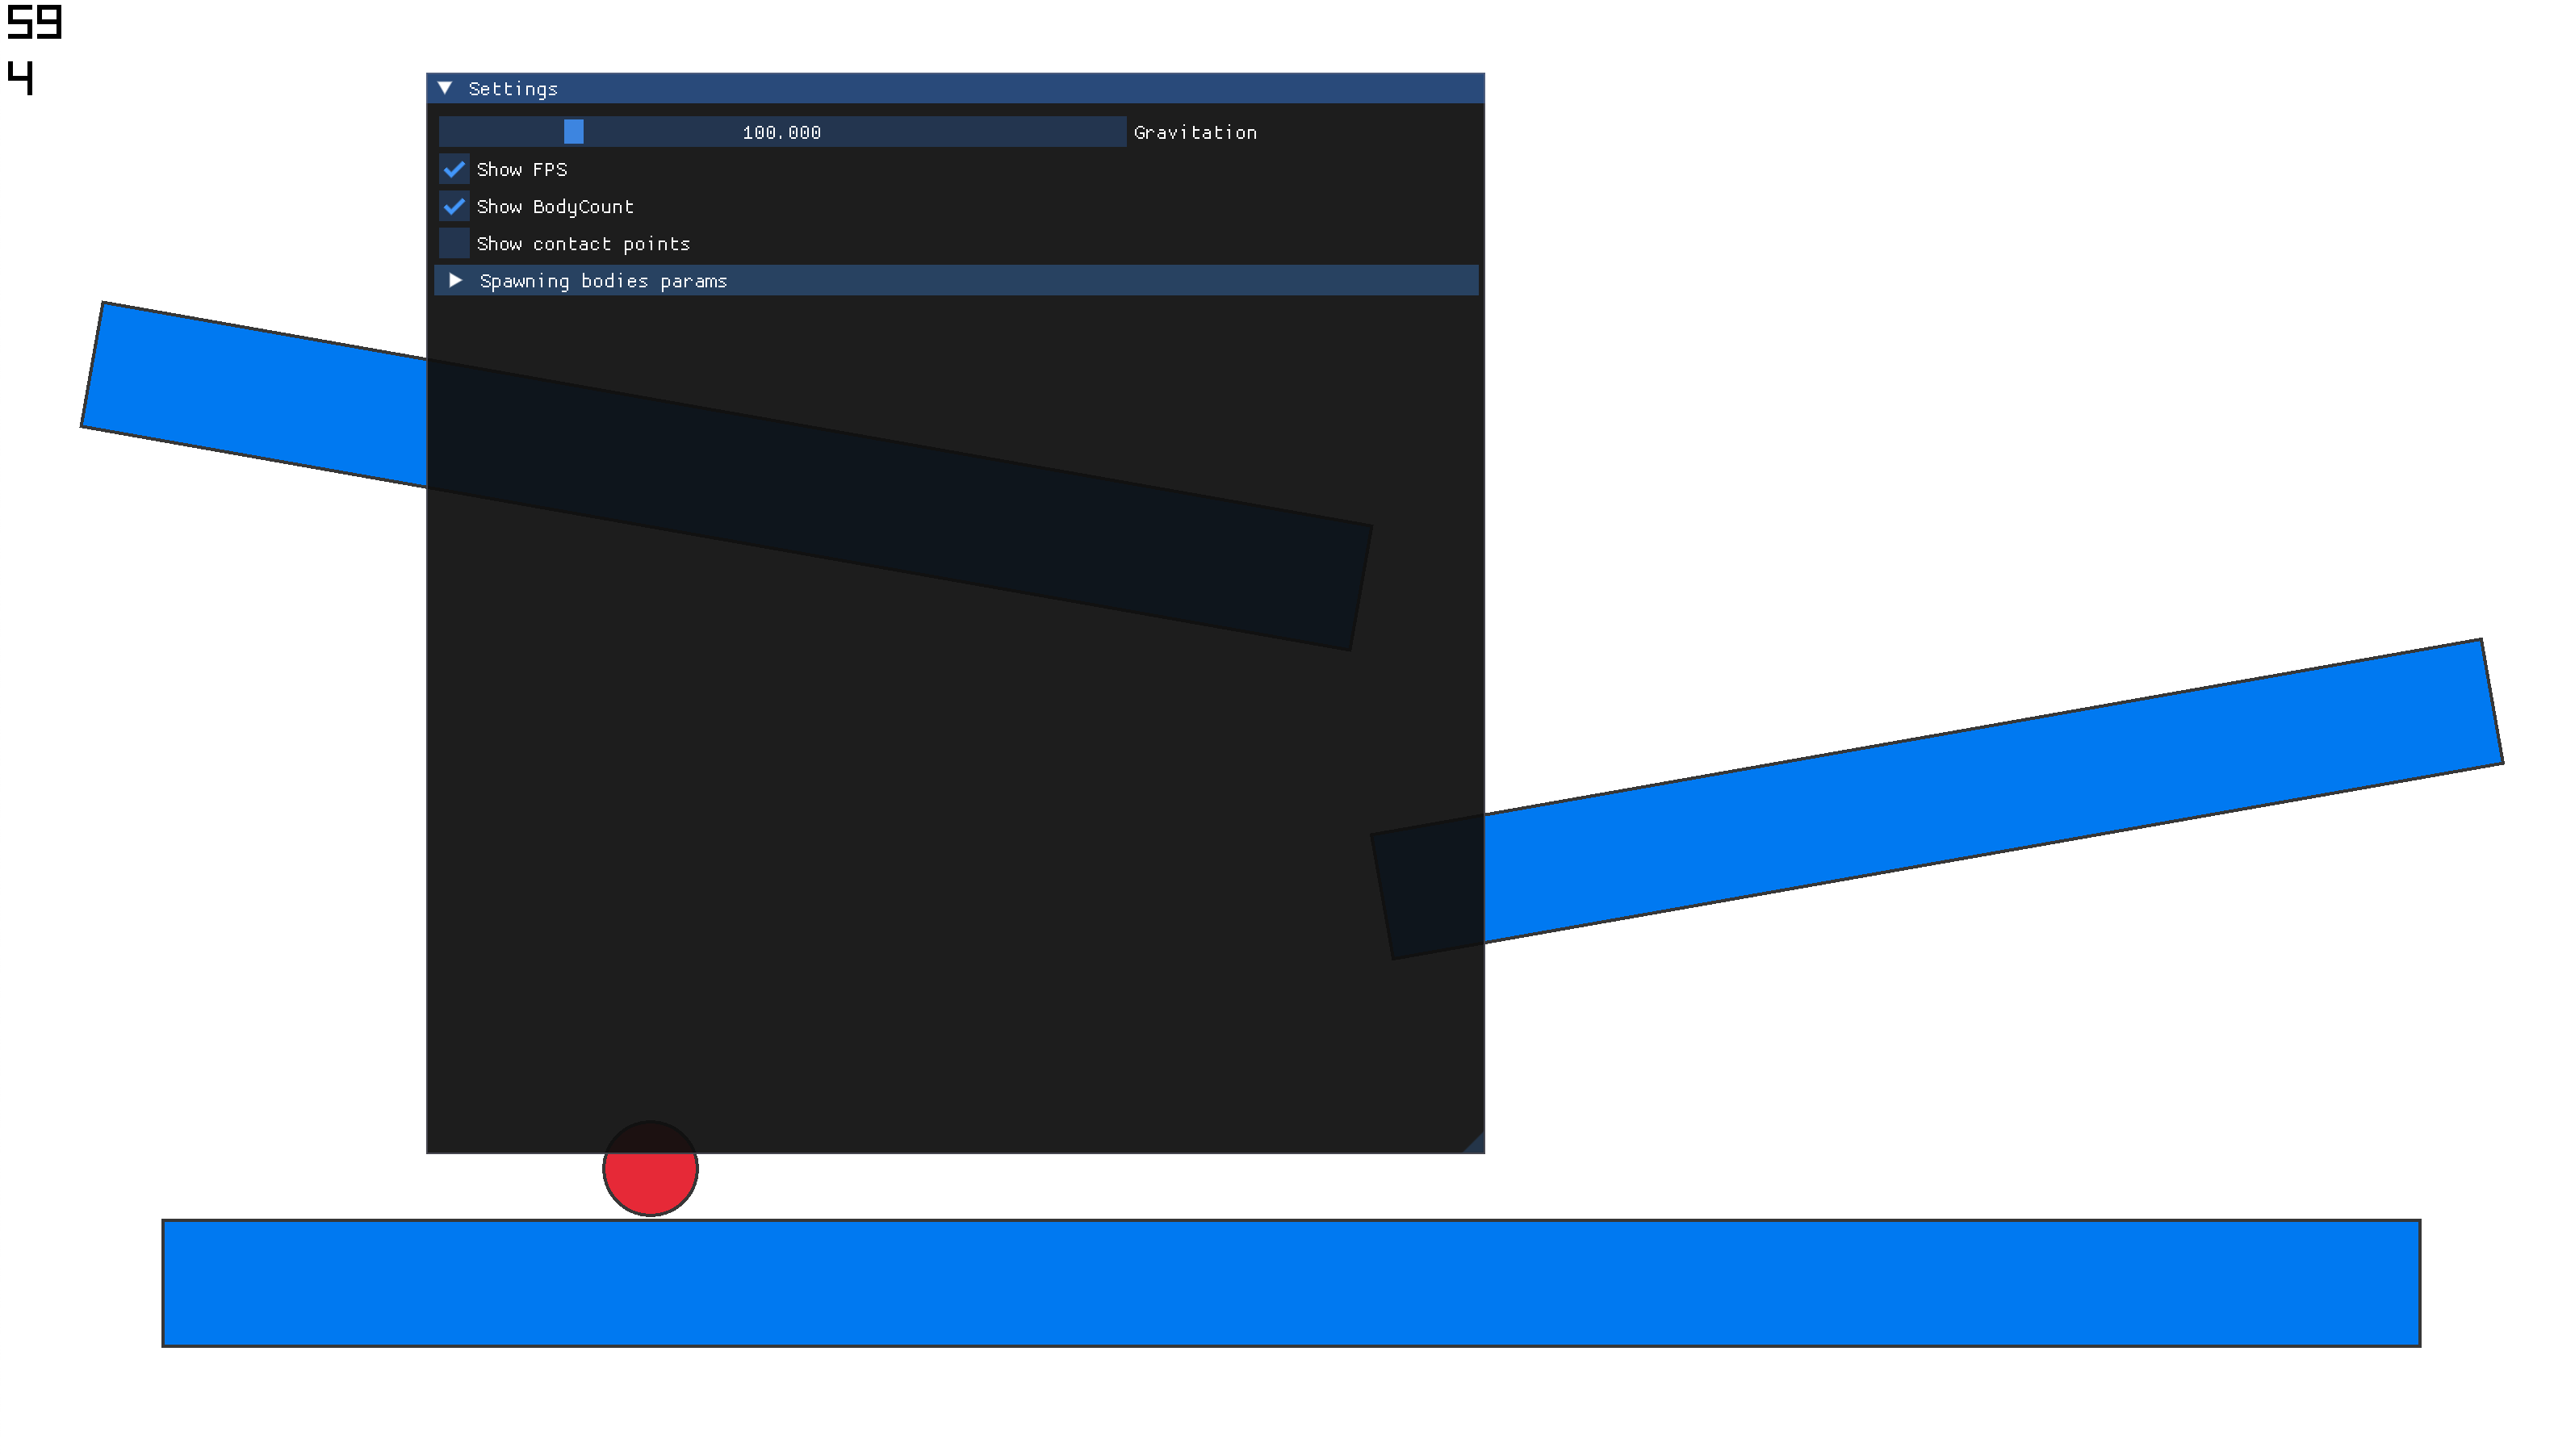 59
4
Settings
100.000 Gravitation
Show FPS
Show BodyCount
Show contact points
Spawning bodies params